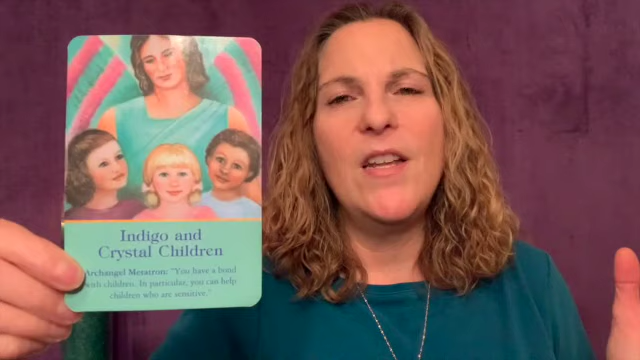 Indigo and
Crystal Children
Archangel Metatron: "You have a bond
with children. In particular, you can help
children who are sensitive."